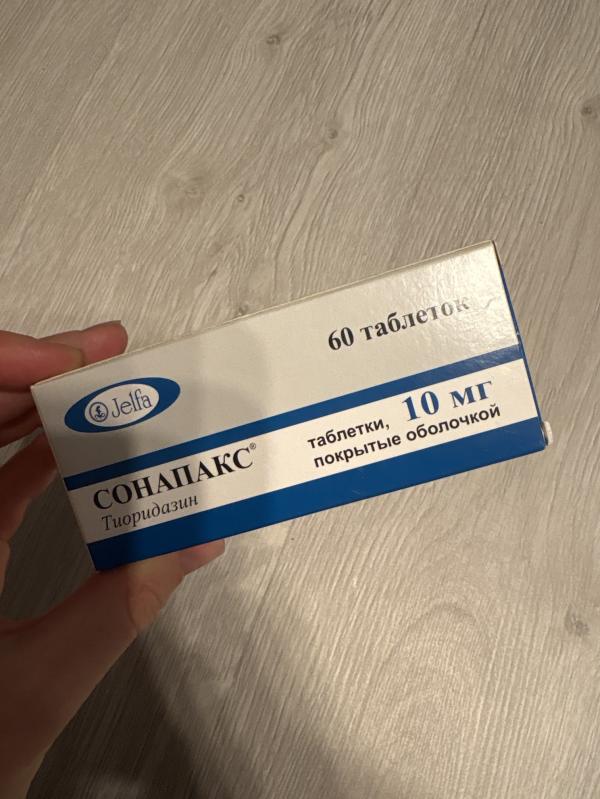 60 таблеток
Jelfa
таблетки, 10 мг
покрытые оболочкой
СОНАПАКС®
Тиоридазин